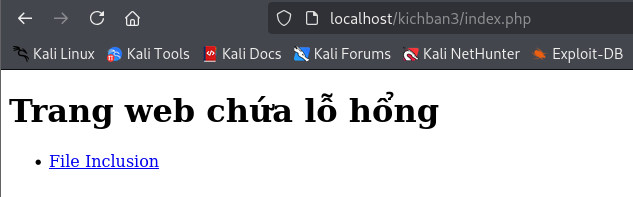 localhost/kichban3/index.php
Kali Linux Kali Tools Kali Docs Kali Forums Kali NetHunter Exploit-DB
Trang web chứa lỗ hổng
• File Inclusion